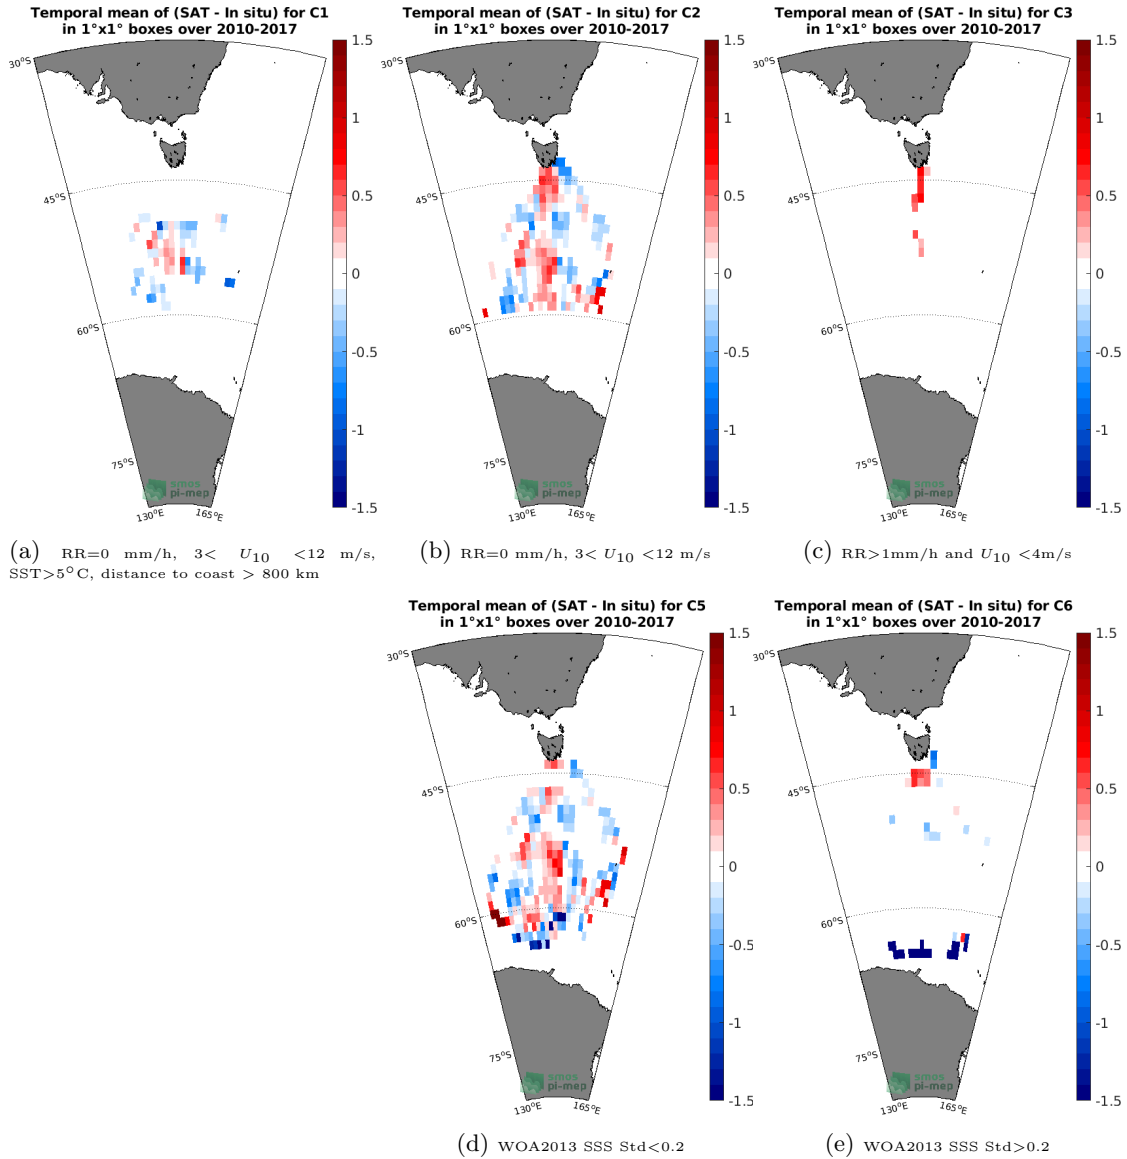 Temporal mean of (SAT - In situ) for C1
in 1°x1° boxes over 2010-2017
30°S
45°S
60°S
75°S
130°E
165°E
1.5
1
0.5
0
-0.5
-1
-1.5
smos
pi-mep
(a) RR=0 mm/h, 3< U10 <12 m/s,
SST>5°C, distance to coast > 800 km
Temporal mean of (SAT - In situ) for C2
in 1°x1° boxes over 2010-2017
30°S
45°S
60°S
75°S
130°E
165°E
1.5
1
0.5
0
-0.5
-1
-1.5
smos
pi-mep
(b) RR=0 mm/h, 3< U10 <12 m/s
Temporal mean of (SAT - In situ) for C3
in 1°x1° boxes over 2010-2017
30°S
45°S
60°S
75°S
130°E
165°E
1.5
1
0.5
0
-0.5
-1
-1.5
smos
pi-mep
(c) RR>1mm/h and U10 <4m/s
Temporal mean of (SAT - In situ) for C5
in 1°x1° boxes over 2010-2017
30°S
45°S
60°S
75°S
130°E
165°E
1.5
1
0.5
0
-0.5
-1
-1.5
smos
pi-mep
(d) WOA2013 SSS Std<0.2
Temporal mean of (SAT - In situ) for C6
in 1°x1° boxes over 2010-2017
30°S
45°S
60°S
75°S
130°E
165°E
1.5
1
0.5
0
-0.5
-1
-1.5
smos
pi-mep
(e) WOA2013 SSS Std>0.2